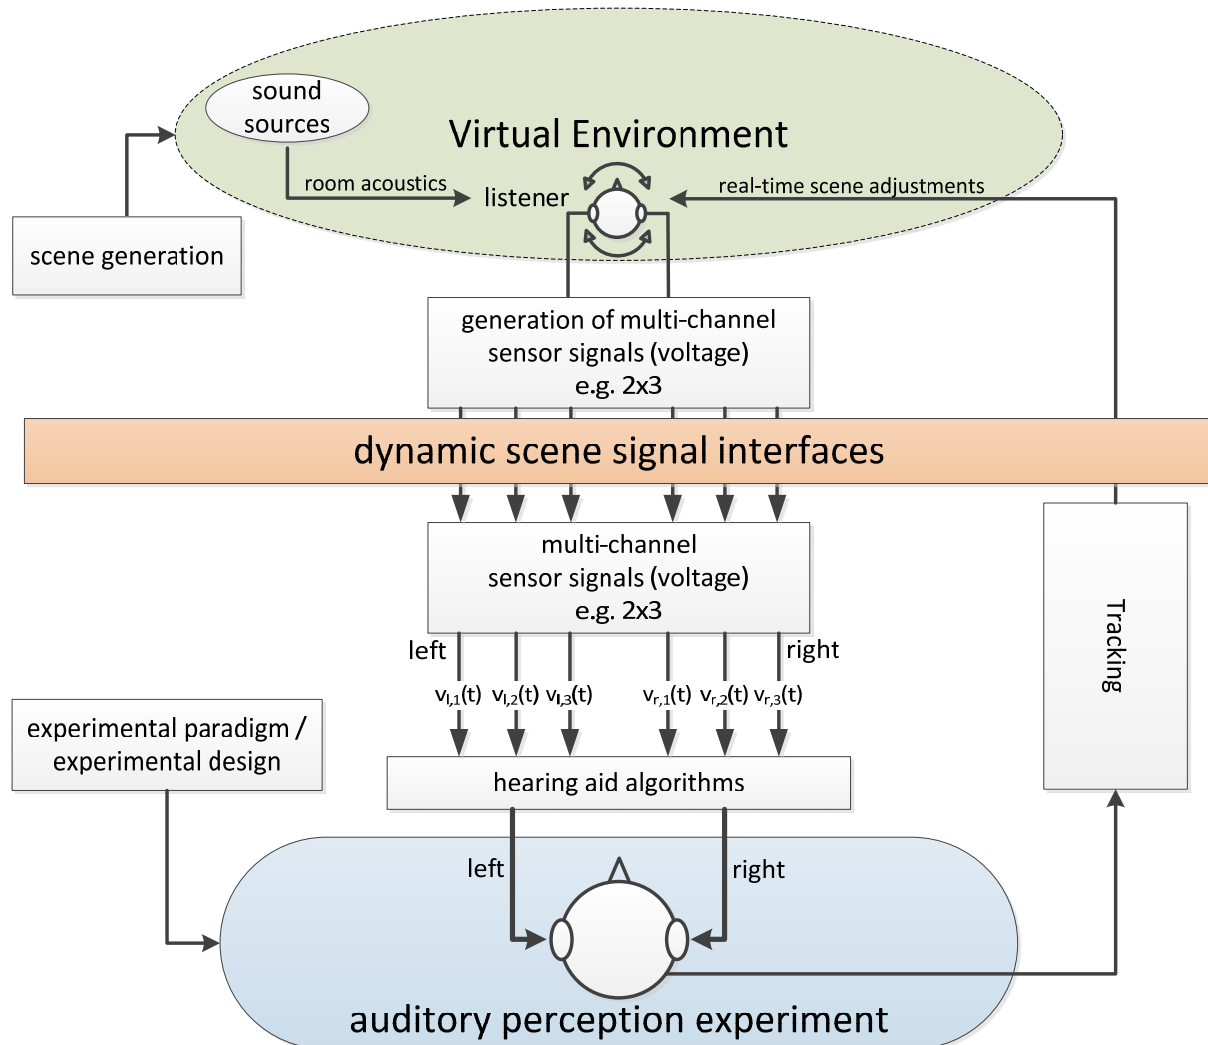 sound
sources
Virtual Environment
room acoustics
listener
real-time scene adjustments
scene generation
generation of multi-channel
sensor signals (voltage)
e.g. 2x3
dynamic scene signal interfaces
multi-channel
sensor signals (voltage)
e.g. 2x3
left
right
Tracking
vl,1(t) vl,2(t) vl,3(t) vr,1(t) vr,2(t) vr,3(t)
experimental paradigm /
experimental design
hearing aid algorithms
left
right
auditory perception experiment